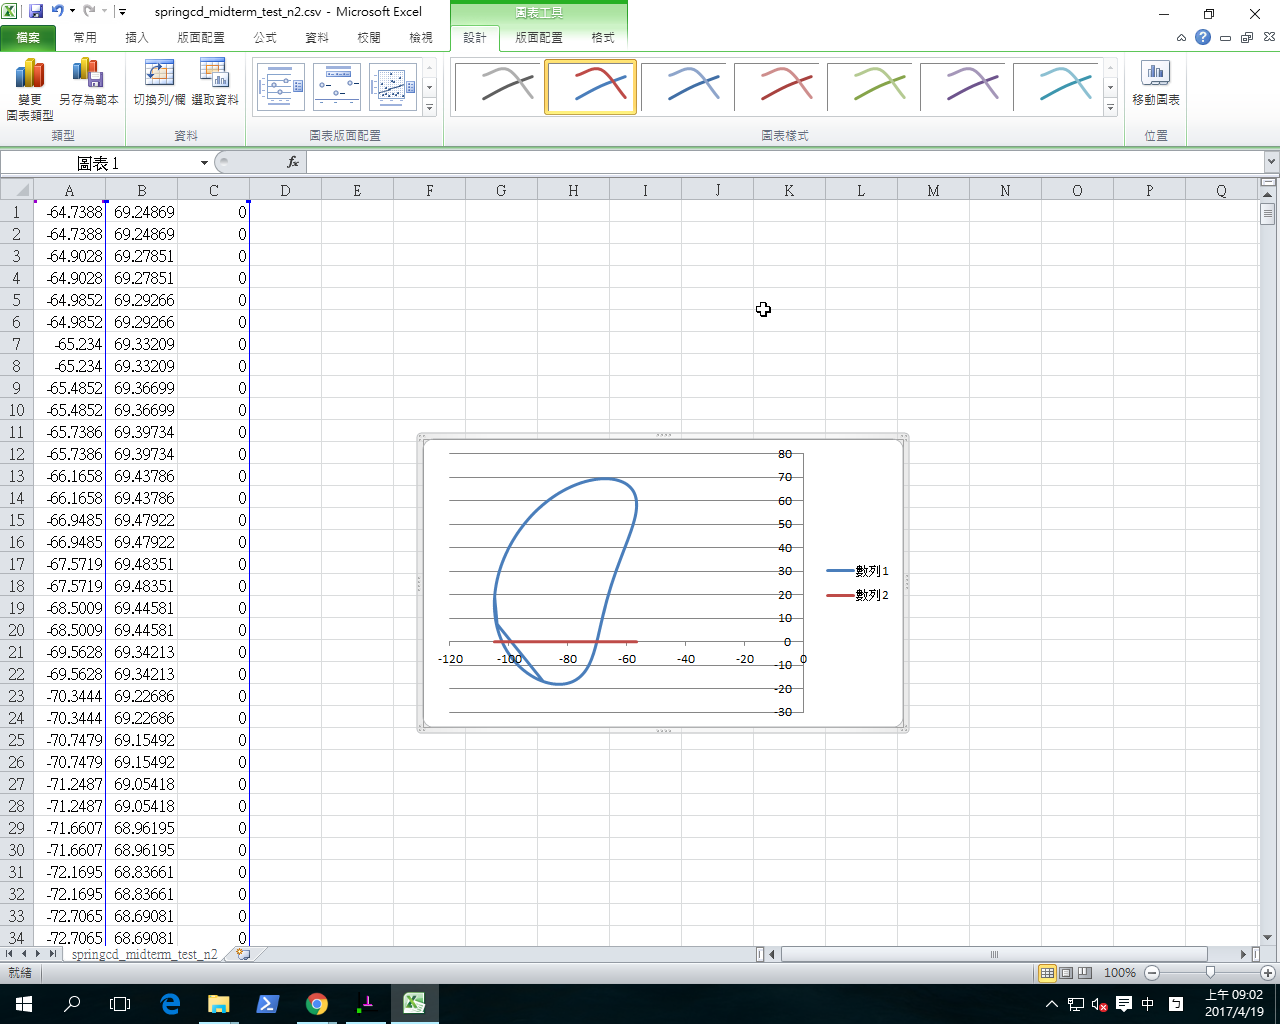 springcd_midterm_test_n2.csv - Microsoft Excel
圖表工具
檔案 常用 插入 版面配置 公式 資料 校閱 檢視 設計 版面配置 格式
變更圖表類型 另存為範本 切換列/欄 選取資料 移動圖表
類型 資料 圖表版面配置 圖表樣式 位置
圖表 1 fx
A B C D E F G H I J K L M N O P Q
1 -64.7388 69.24869 0
2 -64.7388 69.24869 0
3 -64.9028 69.27851 0
4 -64.9028 69.27851 0
5 -64.9852 69.29266 0
6 -64.9852 69.29266 0
7 -65.234 69.33209 0
8 -65.234 69.33209 0
9 -65.4852 69.36699 0
10 -65.4852 69.36699 0
11 -65.7386 69.39734 0
12 -65.7386 69.39734 0
13 -66.1658 69.43786 0
14 -66.1658 69.43786 0
15 -66.9485 69.47922 0
16 -66.9485 69.47922 0
17 -67.5719 69.48351 0
18 -67.5719 69.48351 0
19 -68.5009 69.44581 0
20 -68.5009 69.44581 0
21 -69.5628 69.34213 0
22 -69.5628 69.34213 0
23 -70.3444 69.22686 0
24 -70.3444 69.22686 0
25 -70.7479 69.15492 0
26 -70.7479 69.15492 0
27 -71.2487 69.05418 0
28 -71.2487 69.05418 0
29 -71.6607 68.96195 0
30 -71.6607 68.96195 0
31 -72.1695 68.83661 0
32 -72.1695 68.83661 0
33 -72.7065 68.69081 0
34 -72.7065 68.69081 0
80
70
60
50
40
30
20
10
0
-10
-20
-30
-120 -100 -80 -60 -40 -20 0
數列1
數列2
springcd_midterm_test_n2
就緒 100%
中
上午 09:02
2017/4/19